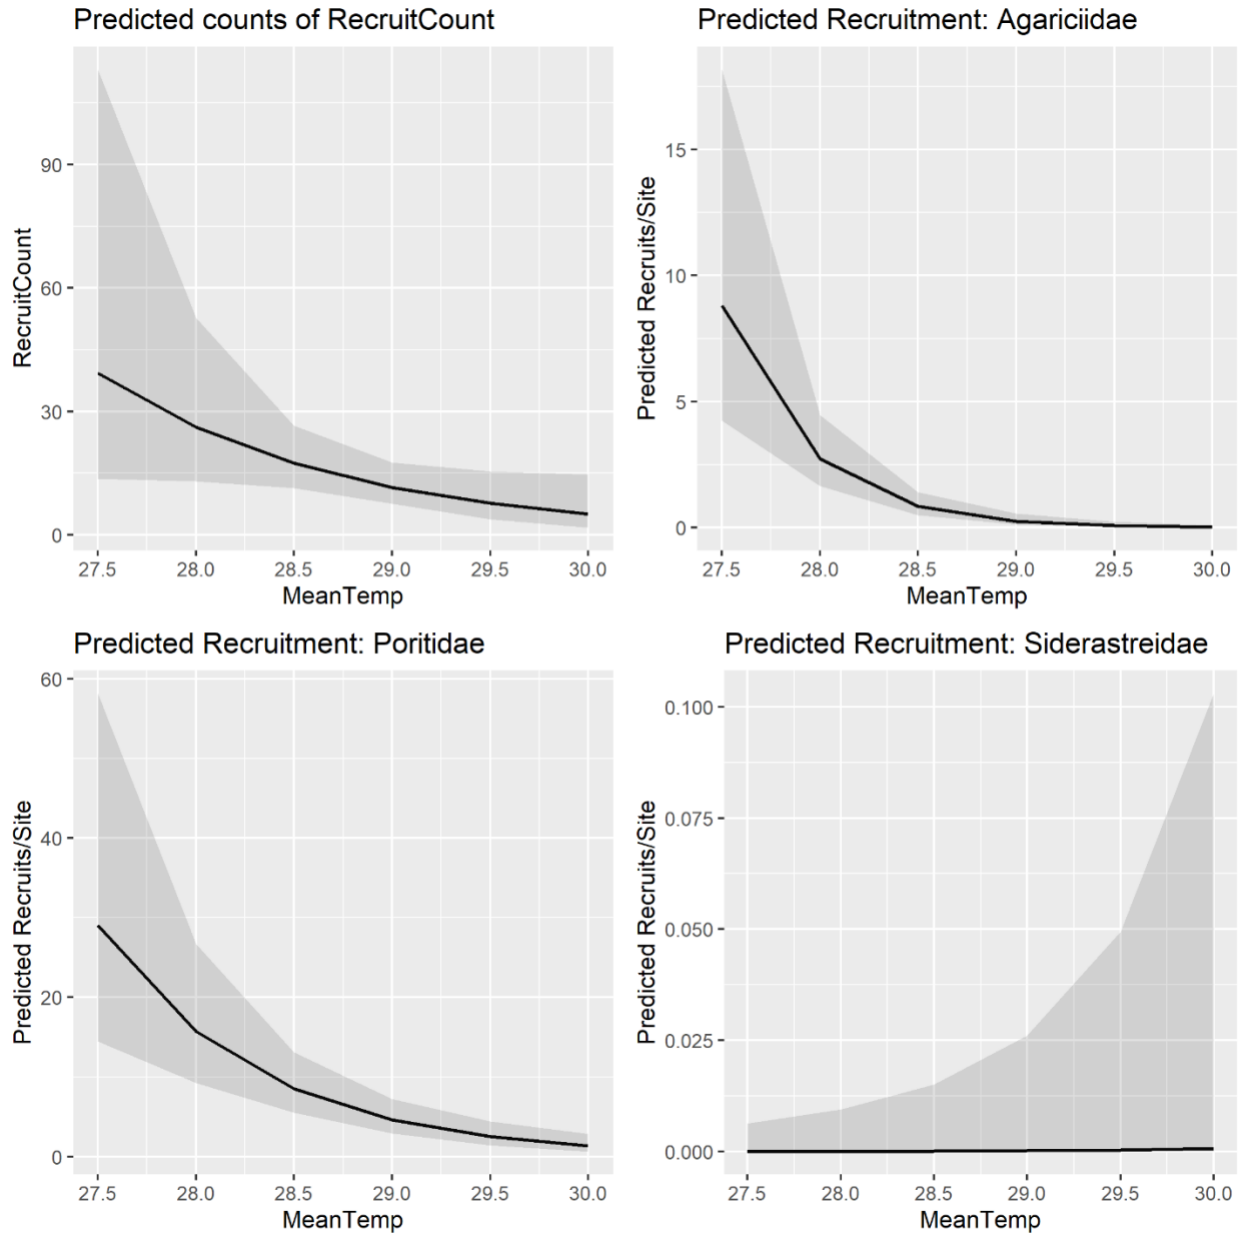 Predicted counts of RecruitCount
RecruitCount
90
60
30
0
27.5 28.0 28.5 29.0 29.5 30.0
MeanTemp
Predicted Recruitment: Agariciidae
Predicted Recruits/Site
15
10
5
0
27.5 28.0 28.5 29.0 29.5 30.0
MeanTemp
Predicted Recruitment: Poritidae
Predicted Recruits/Site
60
40
20
0
27.5 28.0 28.5 29.0 29.5 30.0
MeanTemp
Predicted Recruitment: Siderastreidae
Predicted Recruits/Site
0.100
0.075
0.050
0.025
0.000
27.5 28.0 28.5 29.0 29.5 30.0
MeanTemp